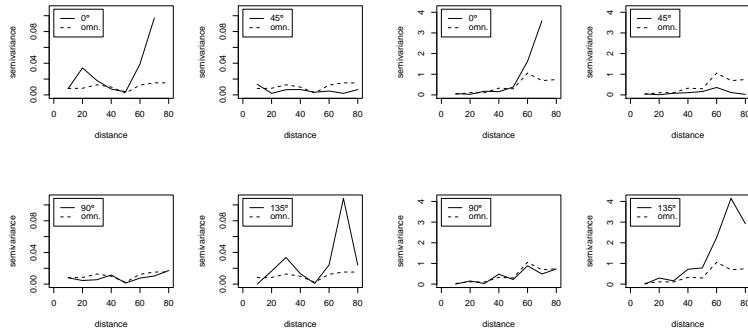 0°
omn.
semivariance
0.00 0.04 0.08
0 20 40 60 80
distance
45°
omn.
semivariance
0.00 0.04 0.08
0 20 40 60 80
distance
0°
omn.
semivariance
0 1 2 3 4
0 20 40 60 80
distance
45°
omn.
semivariance
0 1 2 3 4
0 20 40 60 80
distance
90°
omn.
semivariance
0.00 0.04 0.08
0 20 40 60 80
distance
135°
omn.
semivariance
0.00 0.04 0.08
0 20 40 60 80
distance
90°
omn.
semivariance
0 1 2 3 4
0 20 40 60 80
distance
135°
omn.
semivariance
0 1 2 3 4
0 20 40 60 80
distance